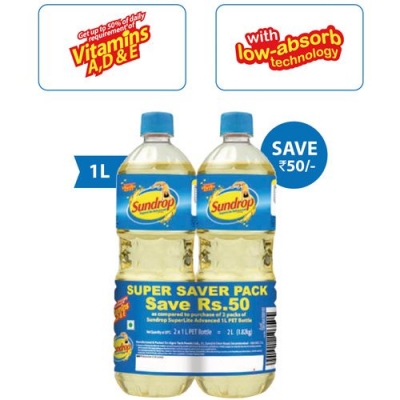 Get up to 50% of daily
requirement of
Vitamins
A,D & E
with
low-absorb
technology
1L
SAVE
₹50/-
Sundrop
Sundrop
SUPER SAVER PACK
Save Rs.50
as compared to purchase of 2 packs of
Sundrop SuperLite Advanced 1L PET Bottle
2 x 1 L PET Bottle = 2L (1.82kg)